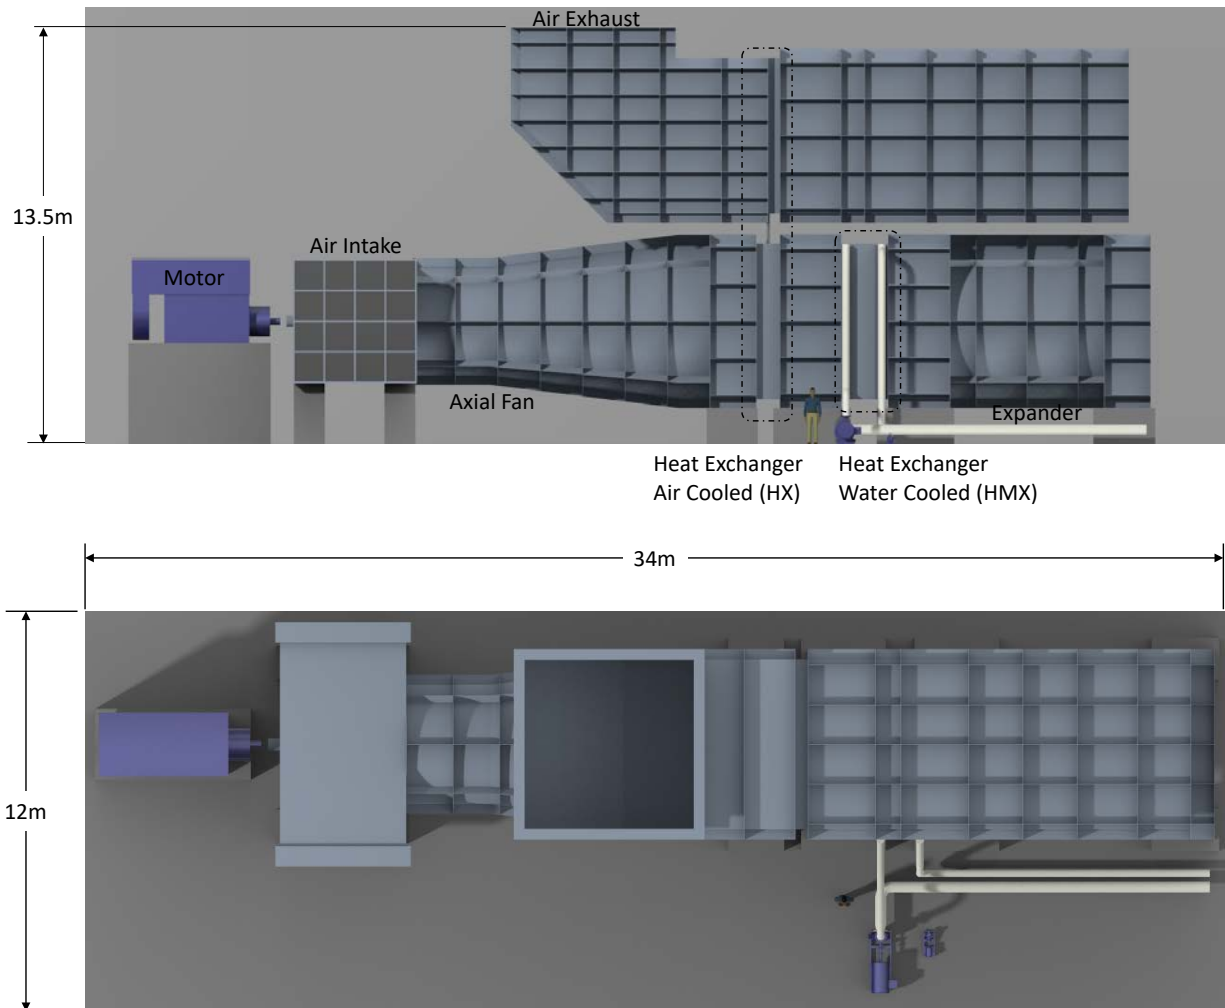 Air Exhaust
13.5m
Air Intake
Motor
Axial Fan
Expander
Heat Exchanger
Air Cooled (HX)
Heat Exchanger
Water Cooled (HMX)
34m
12m